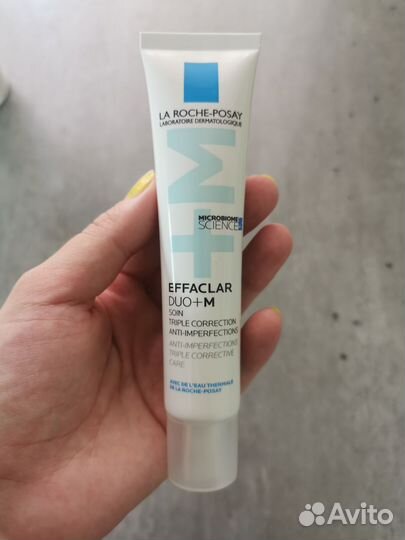 LA ROCHE-POSAY
LABORATOIRE DERMATOLOGIQUE
+M
MICROBIOME
SCIENCE
EFFACLAR
DUO+M
SOIN
TRIPLE CORRECTION
ANTI-IMPERFECTIONS
ANTI-IMPERFECTIONS
TRIPLE CORRECTIVE
CARE
AVEC DE L'EAU THERMALE
DE LA ROCHE-POSAY
Avito